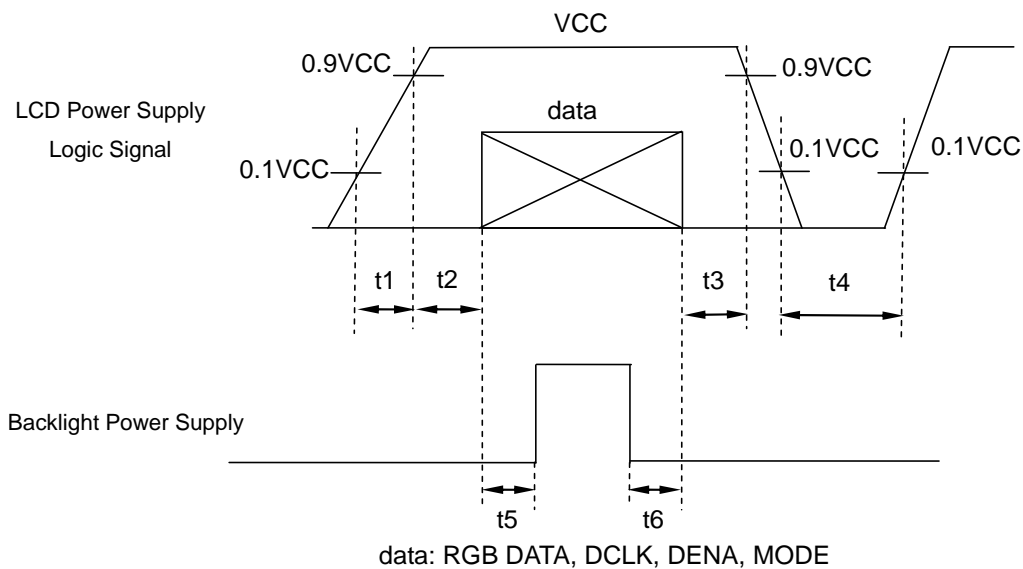 VCC
0.9VCC
0.9VCC
LCD Power Supply
data
Logic Signal
0.1VCC
0.1VCC
0.1VCC
t1
t2
t3
t4
Backlight Power Supply
t5
t6
data: RGB DATA, DCLK, DENA, MODE